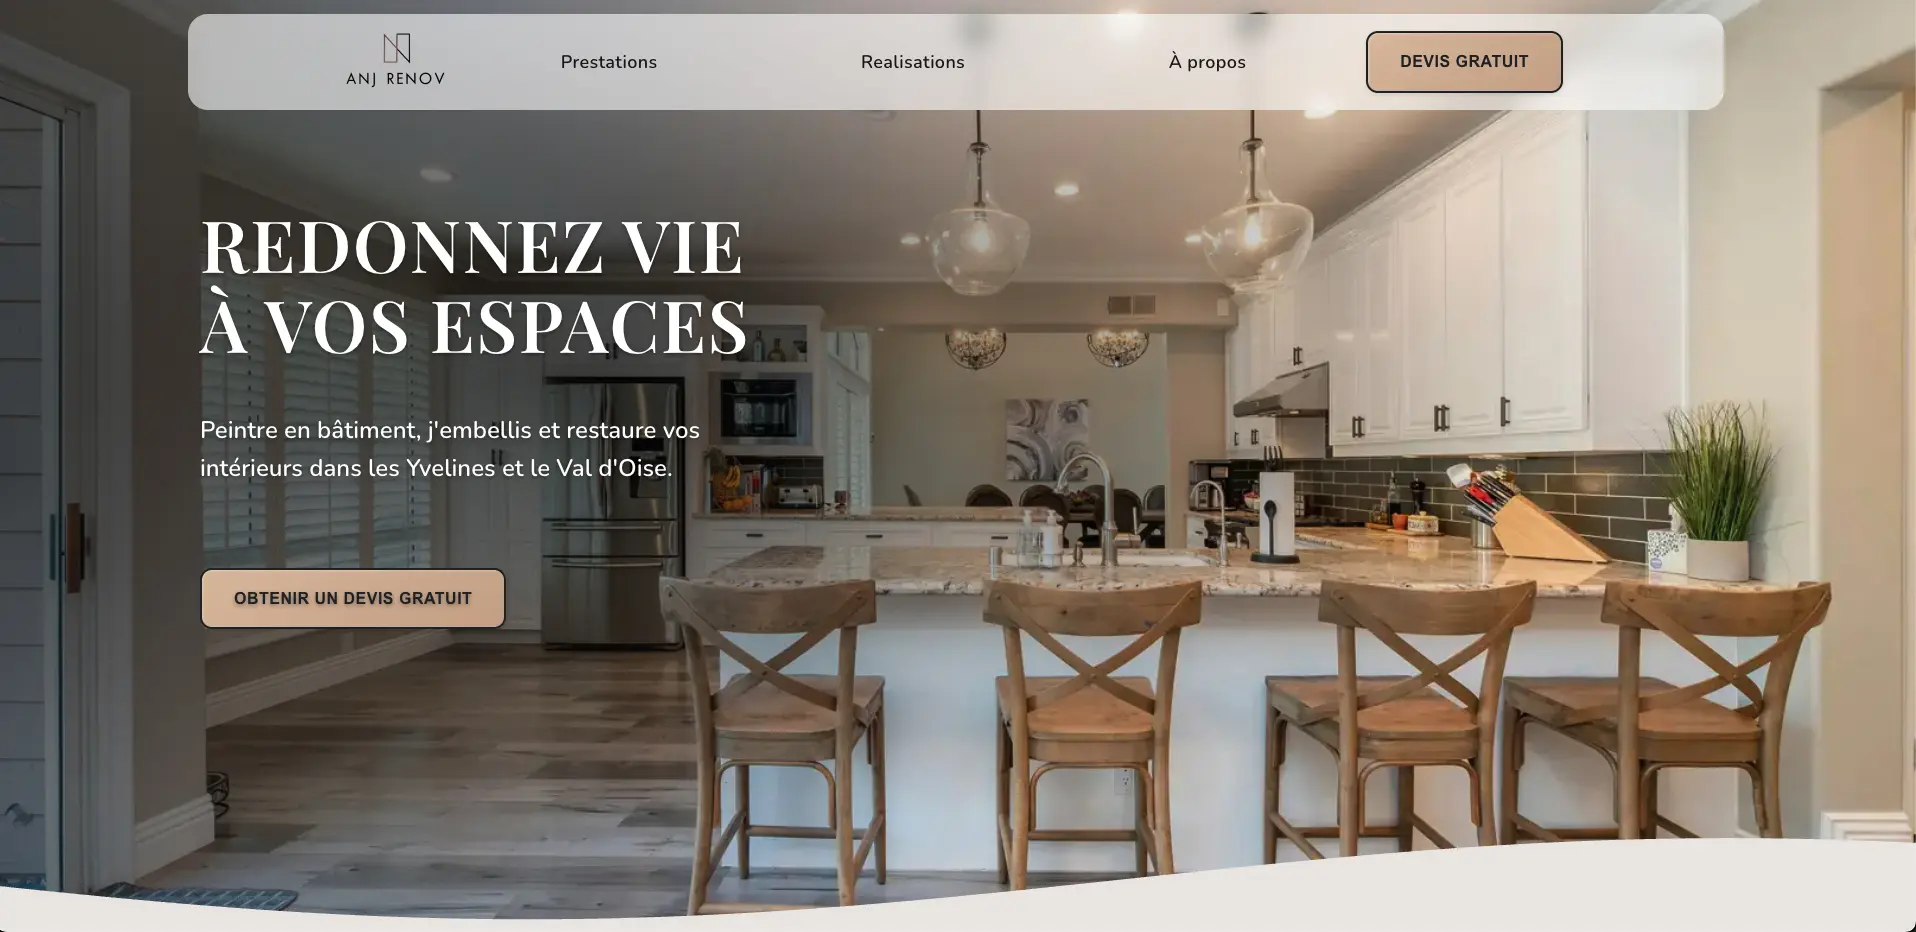 ANJ RENOV
Prestations
Realisations
À propos
DEVIS GRATUIT
REDONNEZ VIE
À VOS ESPACES
Peintre en bâtiment, j'embellis et restaure vos
intérieurs dans les Yvelines et le Val d'Oise.
OBTENIR UN DEVIS GRATUIT